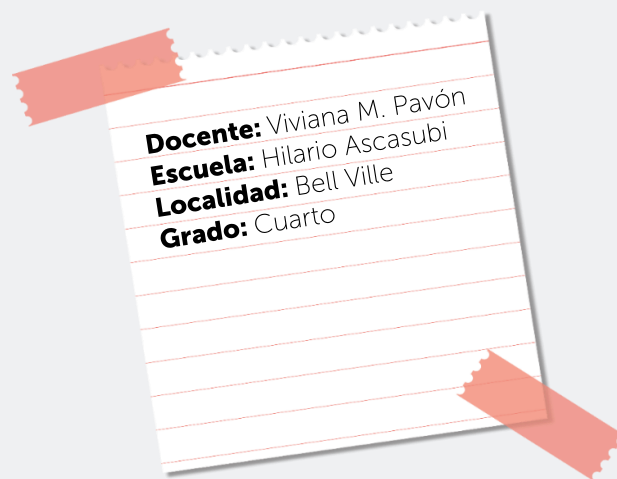 Docente: Viviana M. Pavón
Escuela: Hilario Ascasubi
Localidad: Bell Ville
Grado: Cuarto